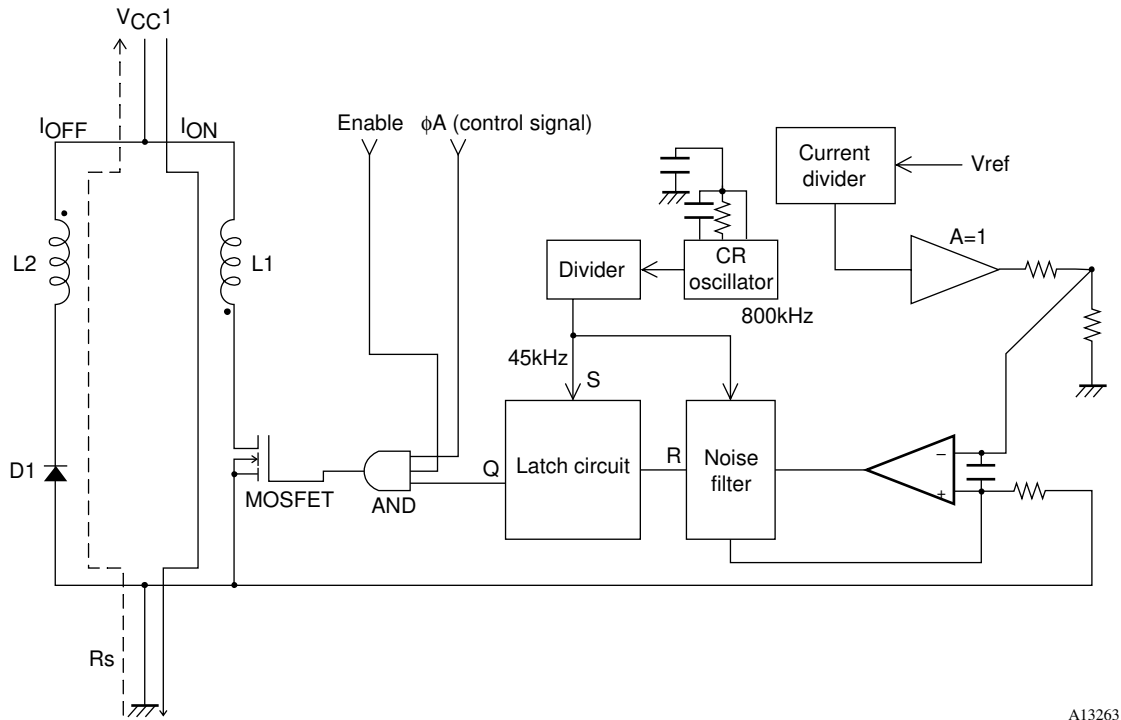 VCC1
IOFF
ION
Enable
ϕA (control signal)
Current
divider
Vref
A=1
L2
L1
Divider
CR
oscillator
800kHz
45kHz
S
D1
MOSFET
AND
Q
Latch circuit
R
Noise
filter
−
+
Rs
A13263